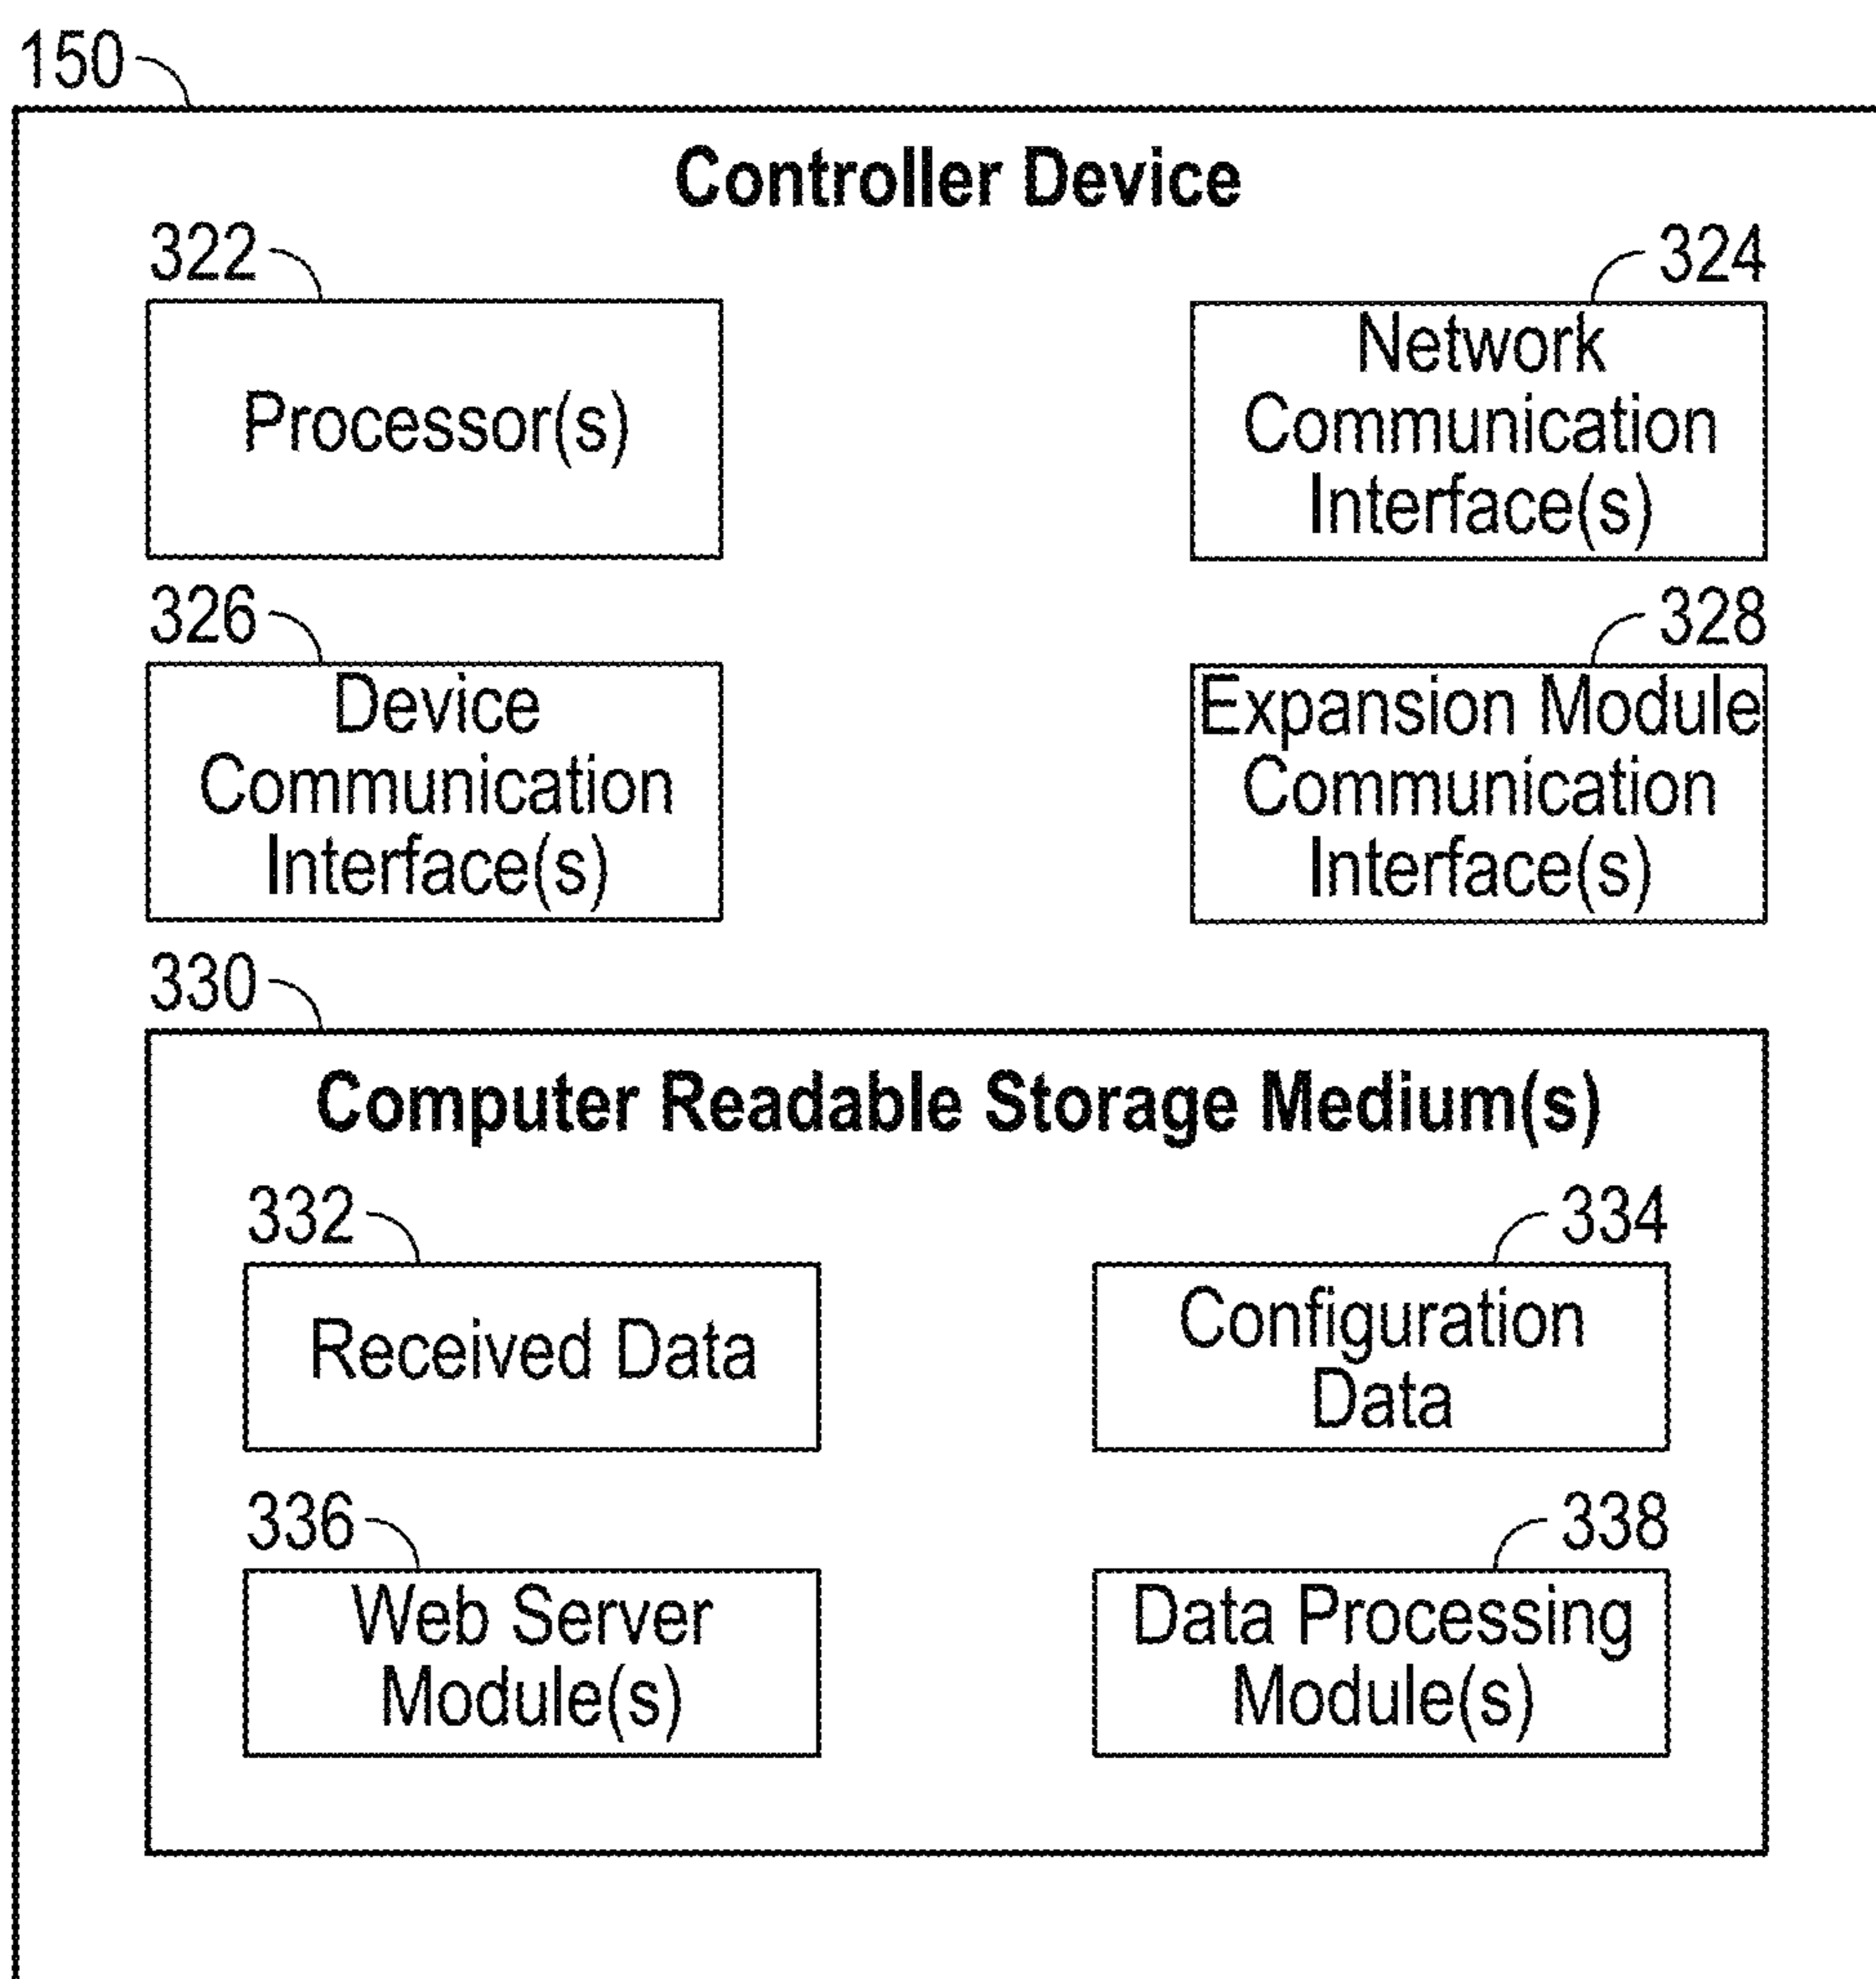 150
Controller Device
322
Processor(s)
324
Network
Communication
Interface(s)
326
Device
Communication
Interface(s)
328
Expansion Module
Communication
Interface(s)
330
Computer Readable Storage Medium(s)
332
Received Data
334
Configuration
Data
336
Web Server
Module(s)
338
Data Processing
Module(s)